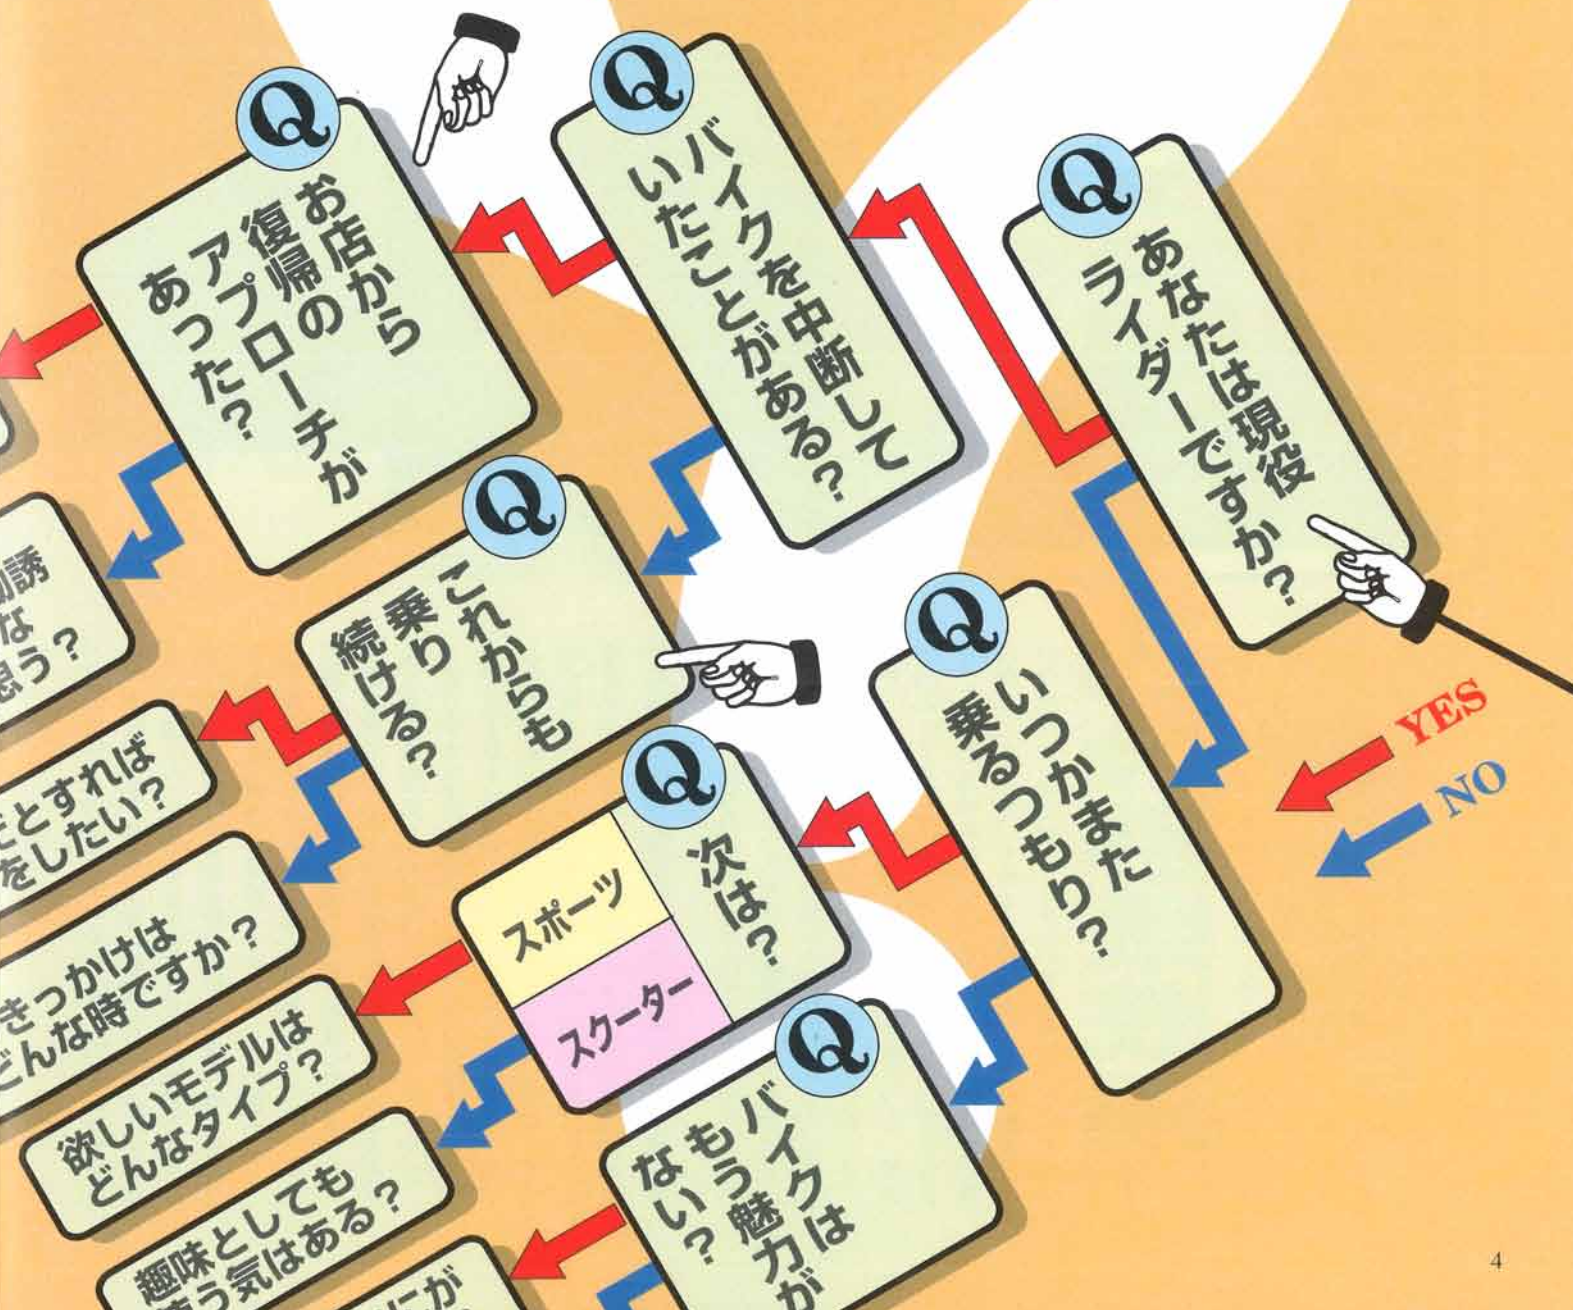 Q
あなたは現役
ライダーですか？
YES
NO
Q
バイクを中断して
いたことがある？
Q
いつかまた
乗るつもり？
Q
お店から
復帰の
アプローチが
あった？
Q
これからも
乗り
続ける？
Q
次は？
スポーツ
スクーター
Q
バイクは
もう魅力が
ない？
誘
な
思う？
とすれば
をしたい？
きっかけは
どんな時ですか？
欲しいモデルは
どんなタイプ？
趣味としても
う気はある？
にが
4